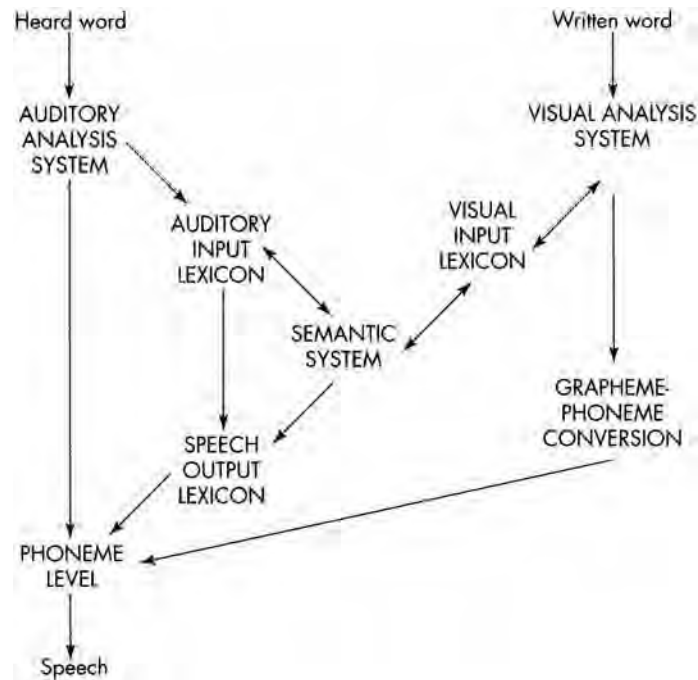 Heard word
Written word
AUDITORY
ANALYSIS
SYSTEM
VISUAL ANALYSIS
SYSTEM
AUDITORY
INPUT
LEXICON
VISUAL
INPUT
LEXICON
SEMANTIC
SYSTEM
GRAPHEME-
PHONEME
CONVERSION
SPEECH
OUTPUT
LEXICON
PHONEME
LEVEL
Speech